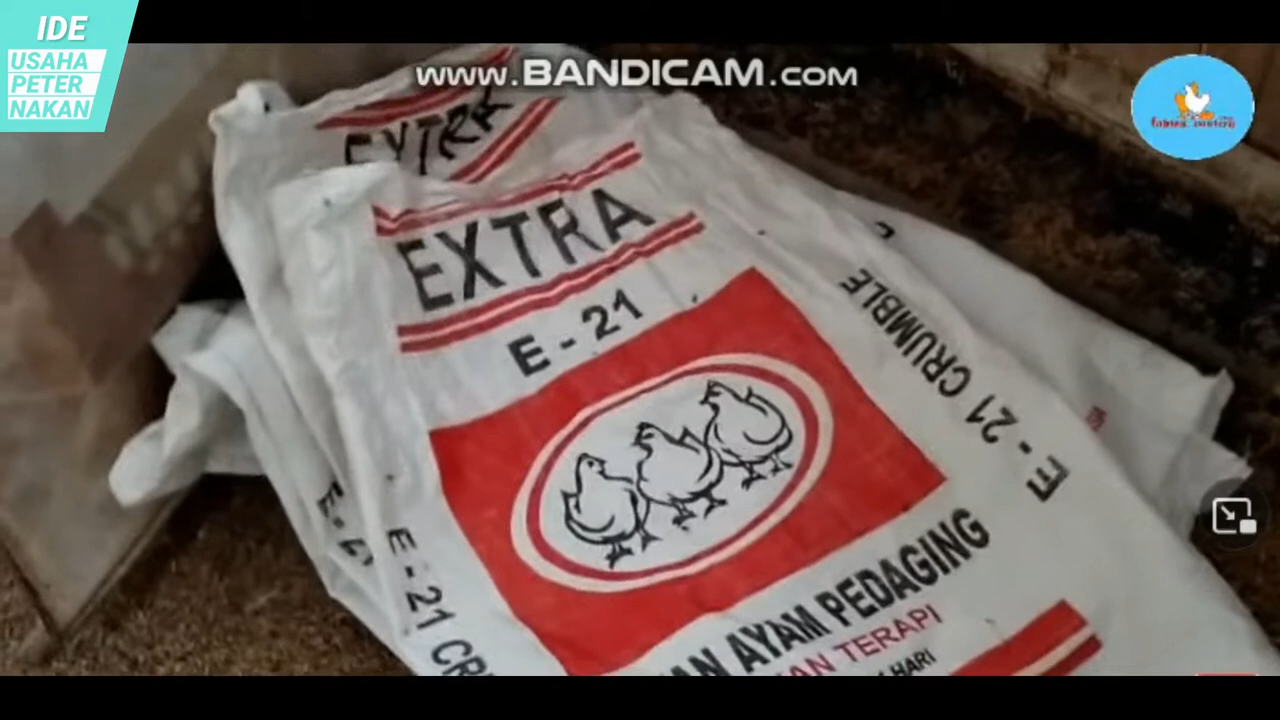 IDE
USAHA
PETER
NAKAN
www.BANDICAM.com
EXTRA
EXTRA
E - 21
E - 21 CRUMBLE
E - 21
AYAM PEDAGING
TERAPI
HARI